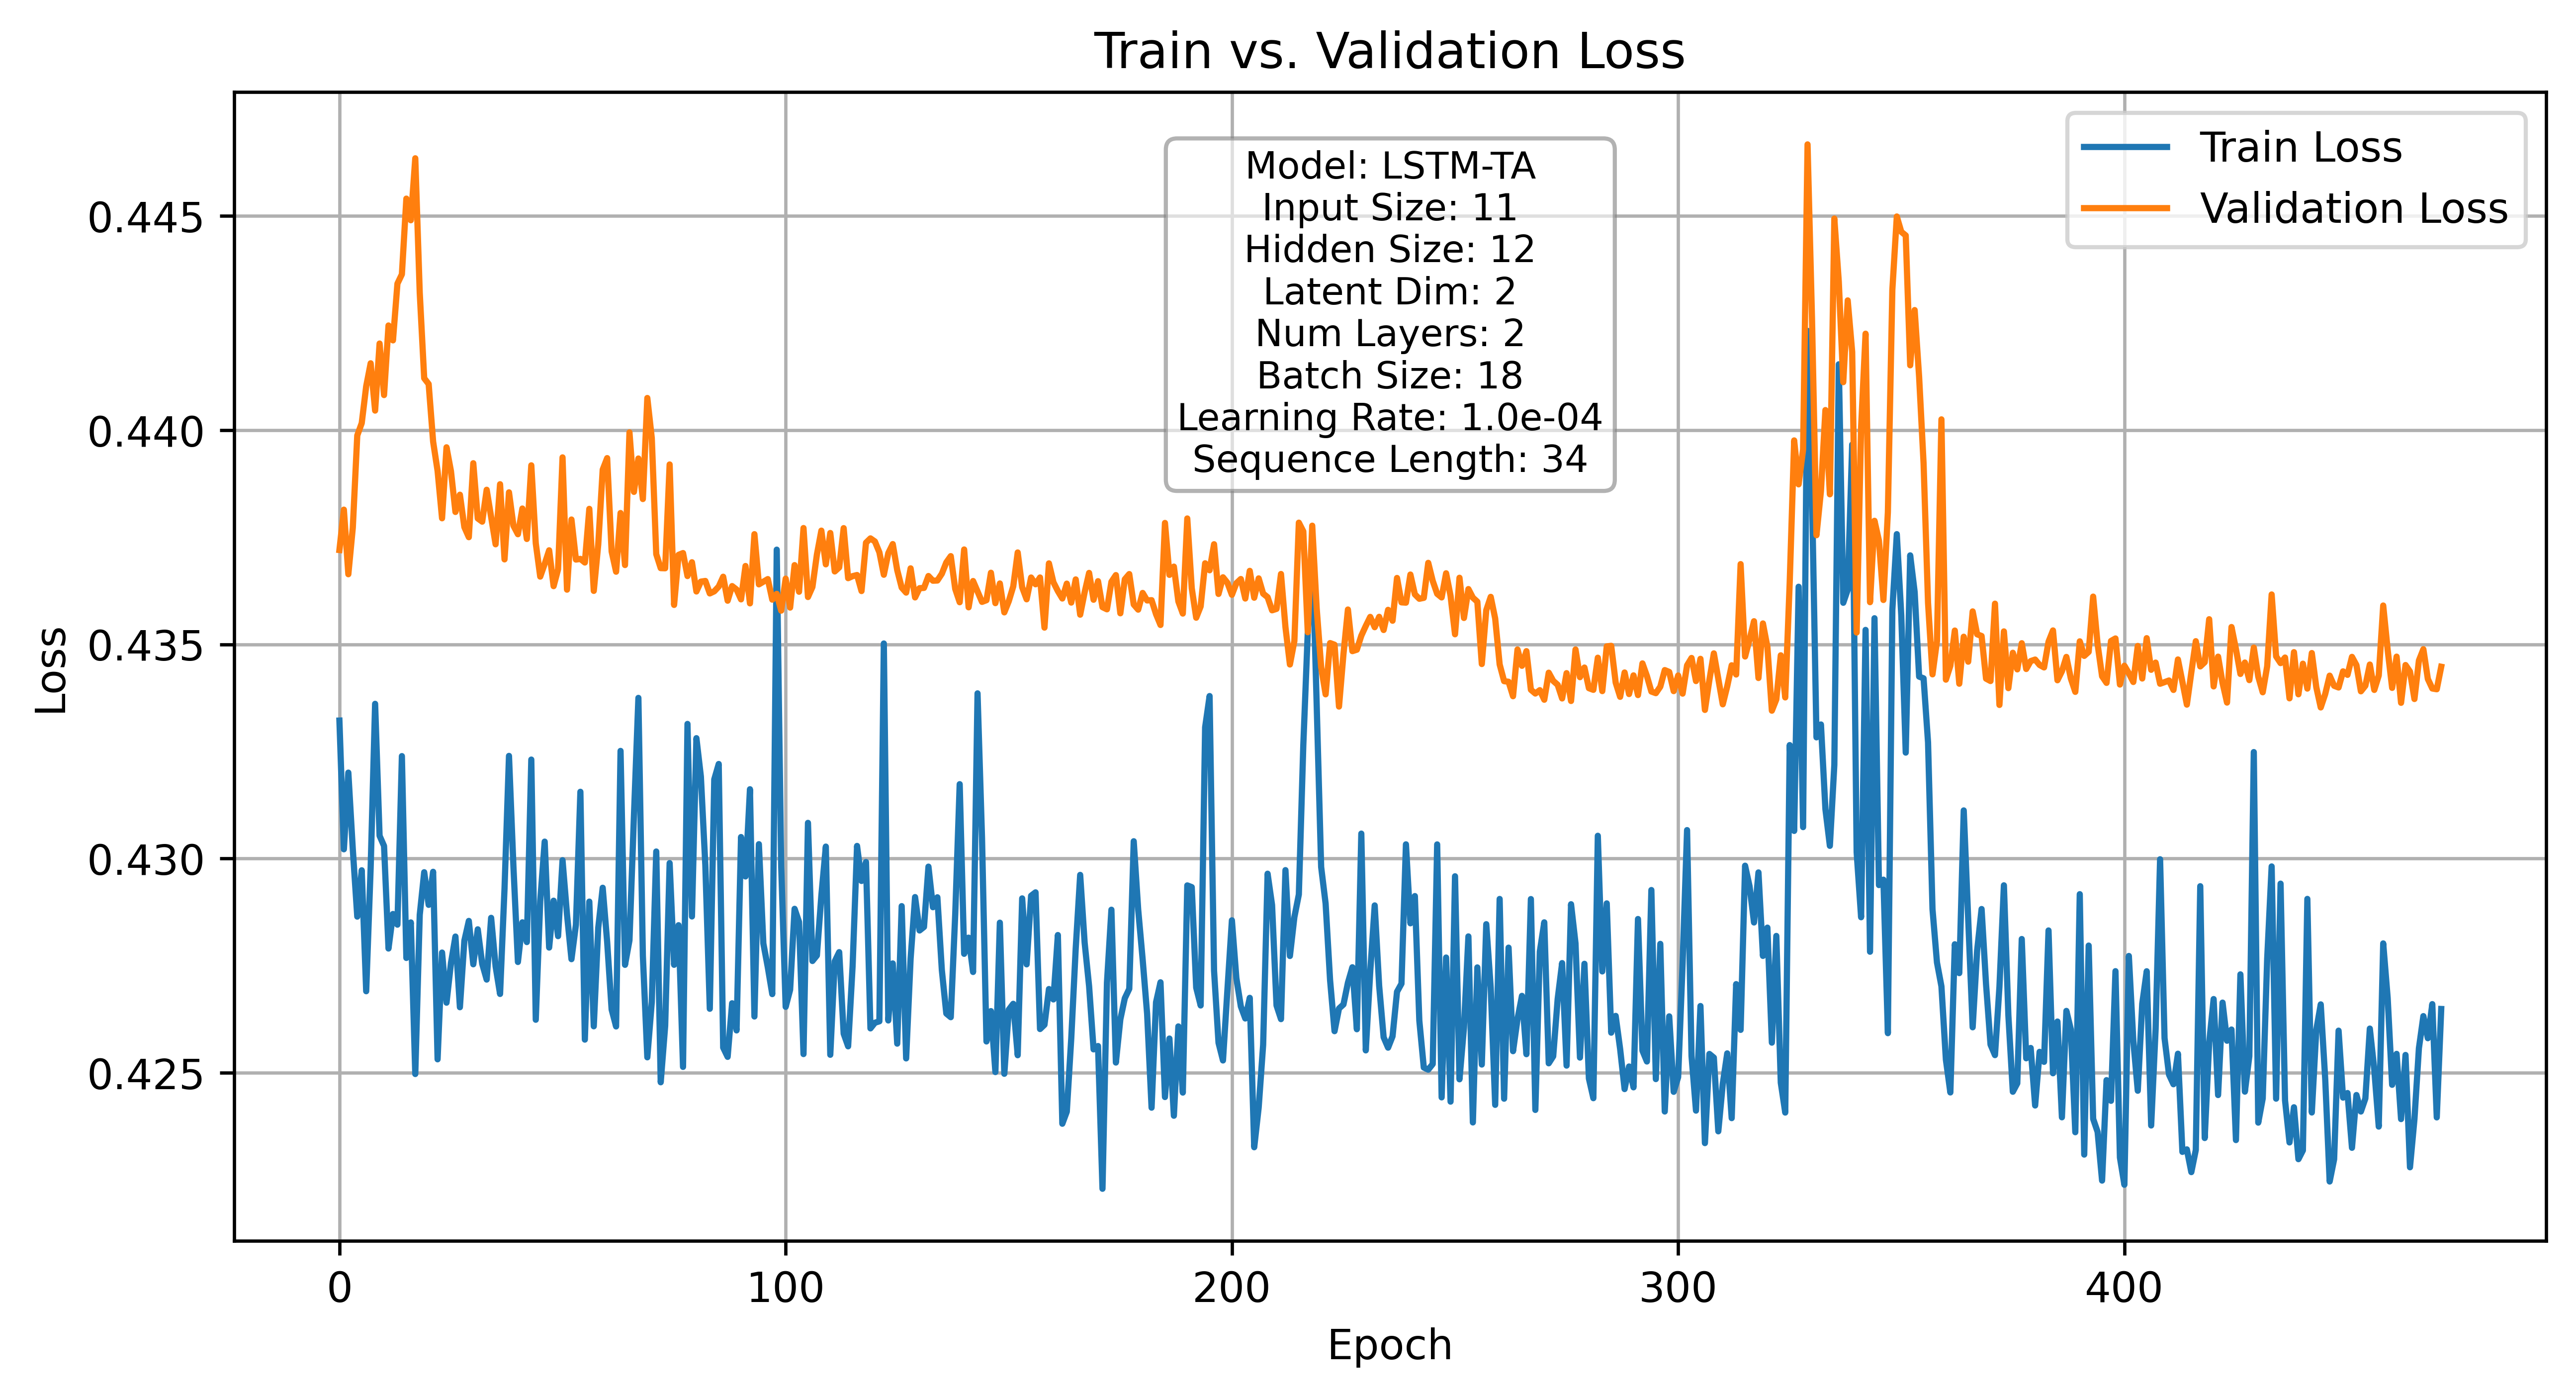 Train vs. Validation Loss
Train Loss
Validation Loss
Model: LSTM-TA
Input Size: 11
Hidden Size: 12
Latent Dim: 2
Num Layers: 2
Batch Size: 18
Learning Rate: 1.0e-04
Sequence Length: 34
Loss
0.445
0.440
0.435
0.430
0.425
0
100
200
300
400
Epoch